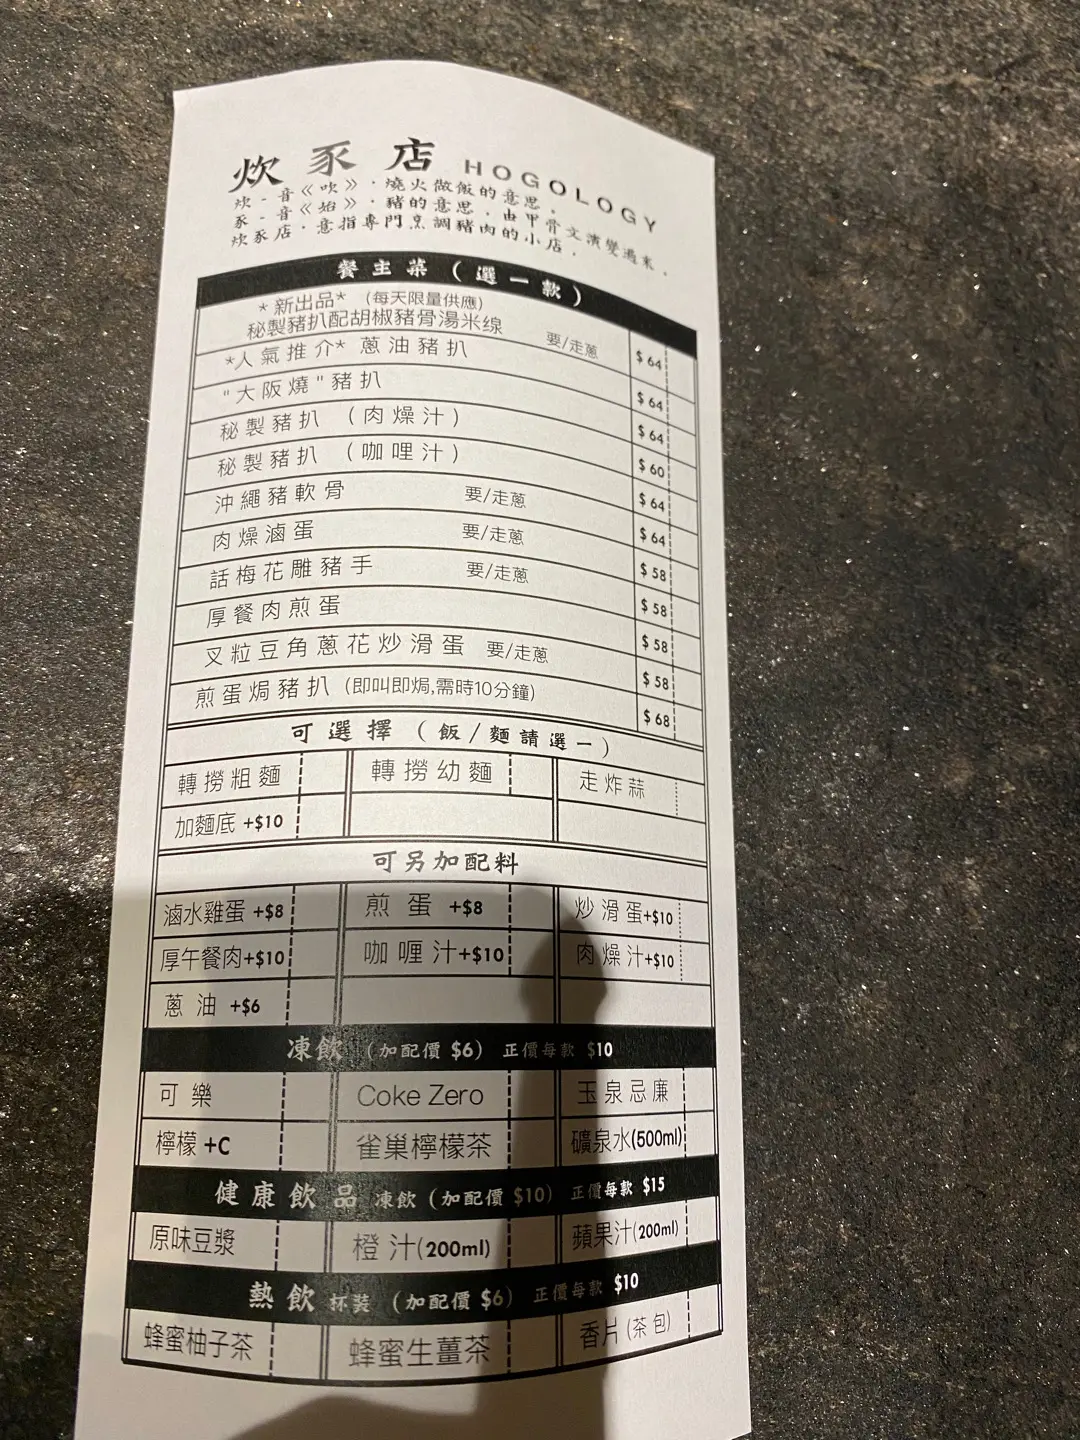 炊豕店 HOGOLOGY
炊-音《吹》·燒火做飯的意思.
豕-音《始》·豬的意思.由甲骨文演變過來.
炊豕店·意指專門烹調豬肉的小店.
餐主菜（選一款）
*新出品* (每天限量供應)
秘製豬扒配胡椒豬骨湯米线 要/走蔥 $64
*人氣推介* 蔥油豬扒 $64
"大阪燒"豬扒 $64
秘製豬扒 （肉燥汁） $60
秘製豬扒 （咖喱汁） $64
沖繩豬軟骨 要/走蔥 $64
肉燥滷蛋 要/走蔥 $58
話梅花雕豬手 要/走蔥 $58
厚餐肉煎蛋 $58
叉粒豆角蔥花炒滑蛋 要/走蔥 $58
煎蛋焗豬扒 (即叫即焗,需時10分鐘) $68
可選擇（飯/麵請選一）
轉撈粗麵 轉撈幼麵 走炸蒜
加麵底 +$10
可另加配料
滷水雞蛋 +$8 煎蛋 +$8 炒滑蛋+$10
厚午餐肉+$10 咖喱汁+$10 肉燥汁+$10
蔥油 +$6
凍飲 (加配價 $6) 正價每款 $10
可樂 Coke Zero 玉泉忌廉
檸檬+C 雀巢檸檬茶 礦泉水(500ml)
健康飲品 凍飲 (加配價 $10) 正價每款 $15
原味豆漿 橙汁(200ml) 蘋果汁(200ml)
熱飲 杯裝 (加配價 $6) 正價每款 $10
蜂蜜柚子茶 蜂蜜生薑茶 香片(茶包)